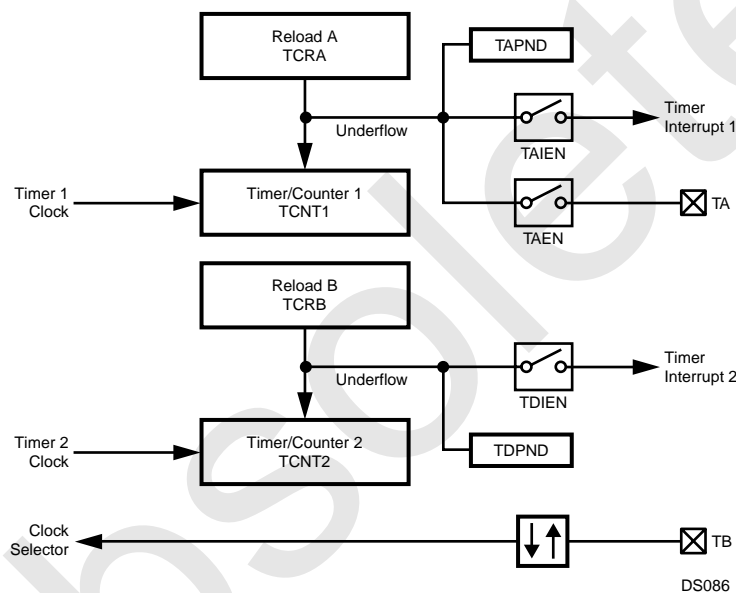 Reload A
TCRA
TAPND
Underflow
Timer
Interrupt 1
TAIEN
Timer 1
Clock
Timer/Counter 1
TCNT1
TA
TAEN
Reload B
TCRB
Underflow
Timer
Interrupt 2
TDIEN
Timer 2
Clock
Timer/Counter 2
TCNT2
TDPND
Clock
Selector
TB
DS086